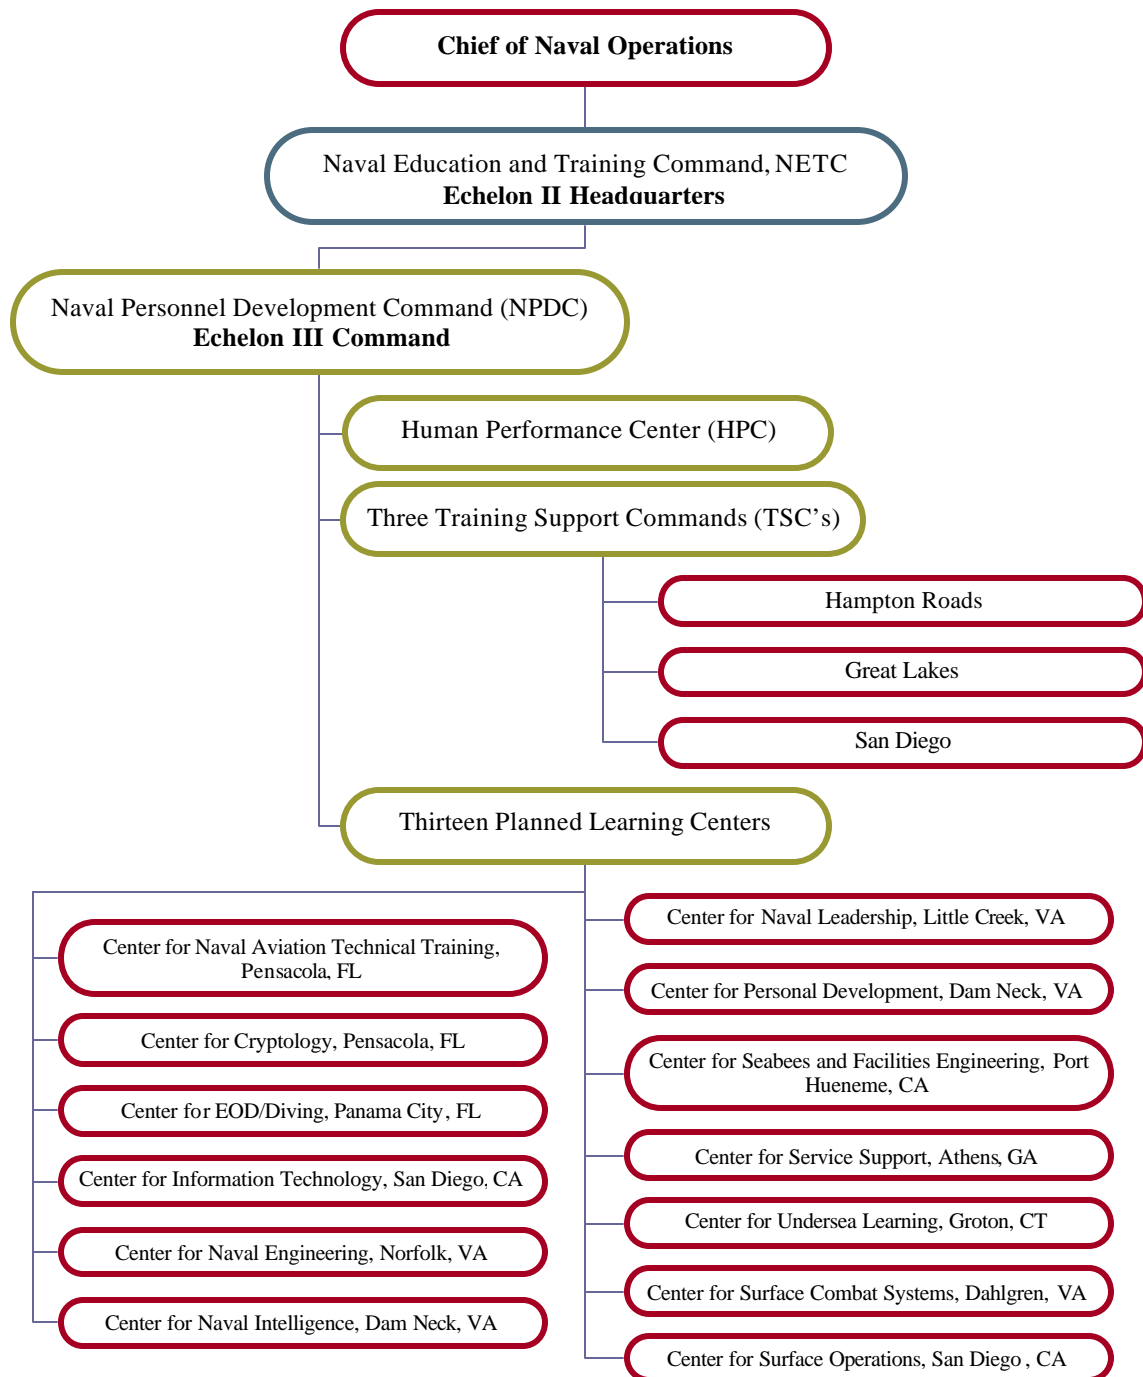 Chief of Naval Operations
Naval Education and Training Command, NETC
Echelon II Headquarters
Naval Personnel Development Command (NPDC)
Echelon III Command
Human Performance Center (HPC)
Three Training Support Commands (TSC's)
Hampton Roads
Great Lakes
San Diego
Thirteen Planned Learning Centers
Center for Naval Aviation Technical Training,
Pensacola, FL
Center for Cryptology, Pensacola, FL
Center for EOD/Diving, Panama City, FL
Center for Information Technology, San Diego, CA
Center for Naval Engineering, Norfolk, VA
Center for Naval Intelligence, Dam Neck, VA
Center for Naval Leadership, Little Creek, VA
Center for Personal Development, Dam Neck, VA
Center for Seabees and Facilities Engineering, Port
Hueneme, CA
Center for Service Support, Athens, GA
Center for Undersea Learning, Groton, CT
Center for Surface Combat Systems, Dahlgren, VA
Center for Surface Operations, San Diego, CA